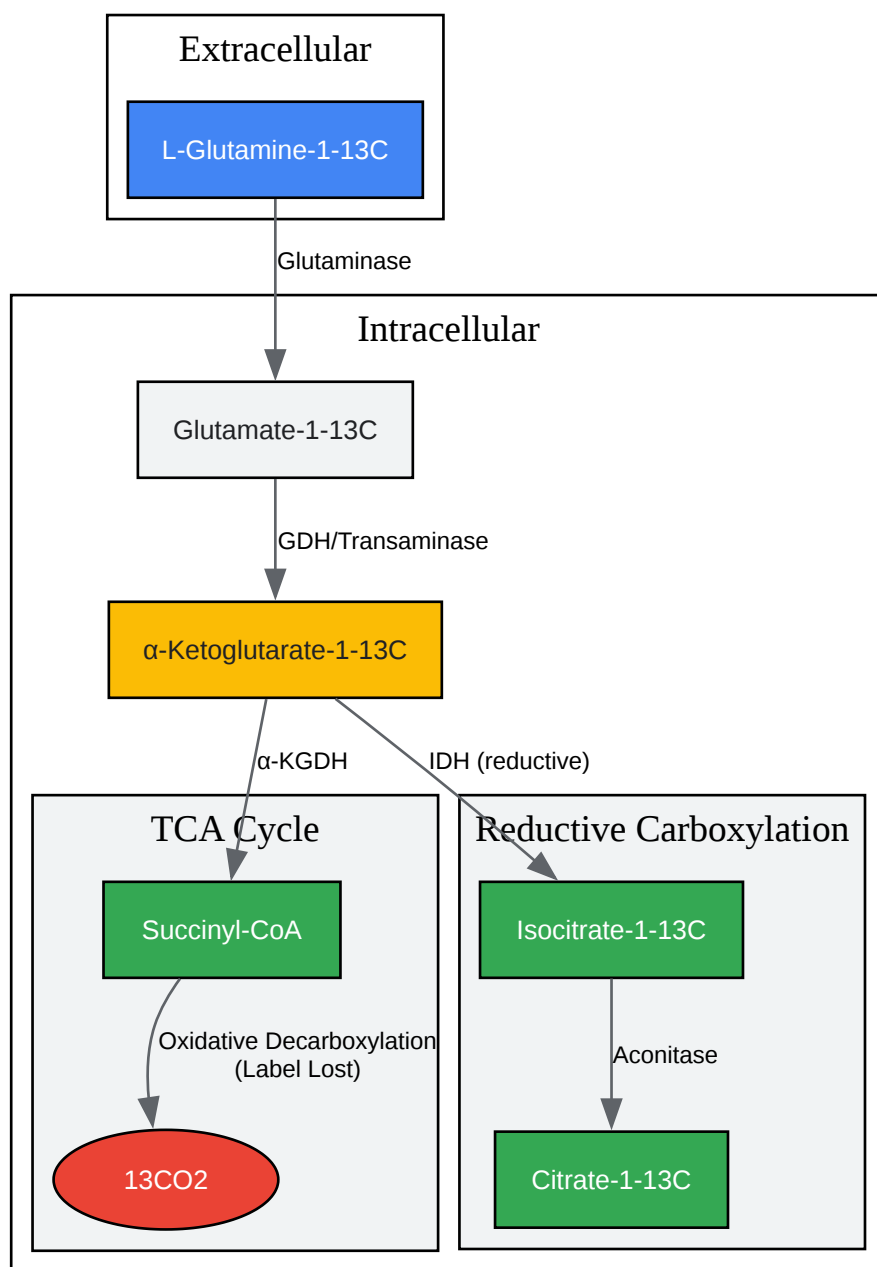 Extracellular
L-Glutamine-1-13C
Glutaminase
Intracellular
Glutamate-1-13C
GDH/Transaminase
α-Ketoglutarate-1-13C
α-KGDH
IDH (reductive)
TCA Cycle
Reductive Carboxylation
Succinyl-CoA
Isocitrate-1-13C
Oxidative Decarboxylation
(Label Lost)
Aconitase
13CO2
Citrate-1-13C